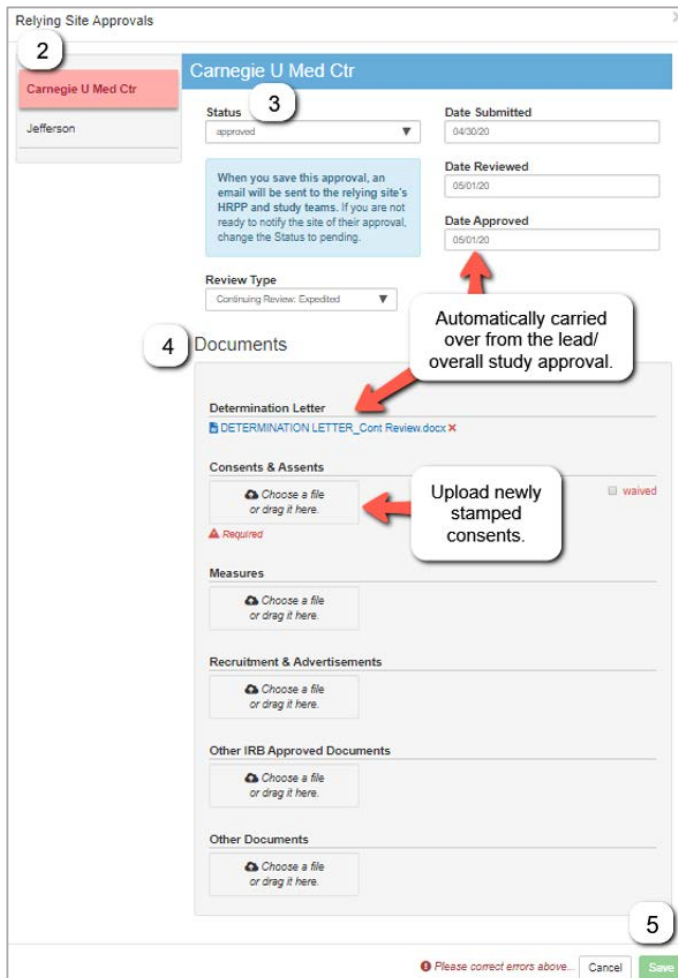 Relying Site Approvals
x
2
Carnegie U Med Ctr
Jefferson
Carnegie U Med Ctr
3
Status
approved
Date Submitted
04/30/20
When you save this approval, an
email will be sent to the relying site's
HRPP and study teams. If you are not
ready to notify the site of their approval,
change the Status to pending.
Date Reviewed
05/01/20
Date Approved
05/01/20
Review Type
Continuing Review: Expedited
Automatically carried
over from the lead/
overall study approval.
4
Documents
Determination Letter
DETERMINATION LETTER_Cont Review.docx
Consents & Assents
Choose a file
or drag it here.
Required
waived
Upload newly
stamped
consents.
Measures
Choose a file
or drag it here.
Recruitment & Advertisements
Choose a file
or drag it here.
Other IRB Approved Documents
Choose a file
or drag it here.
Other Documents
Choose a file
or drag it here.
5
Please correct errors above...
Cancel
Save